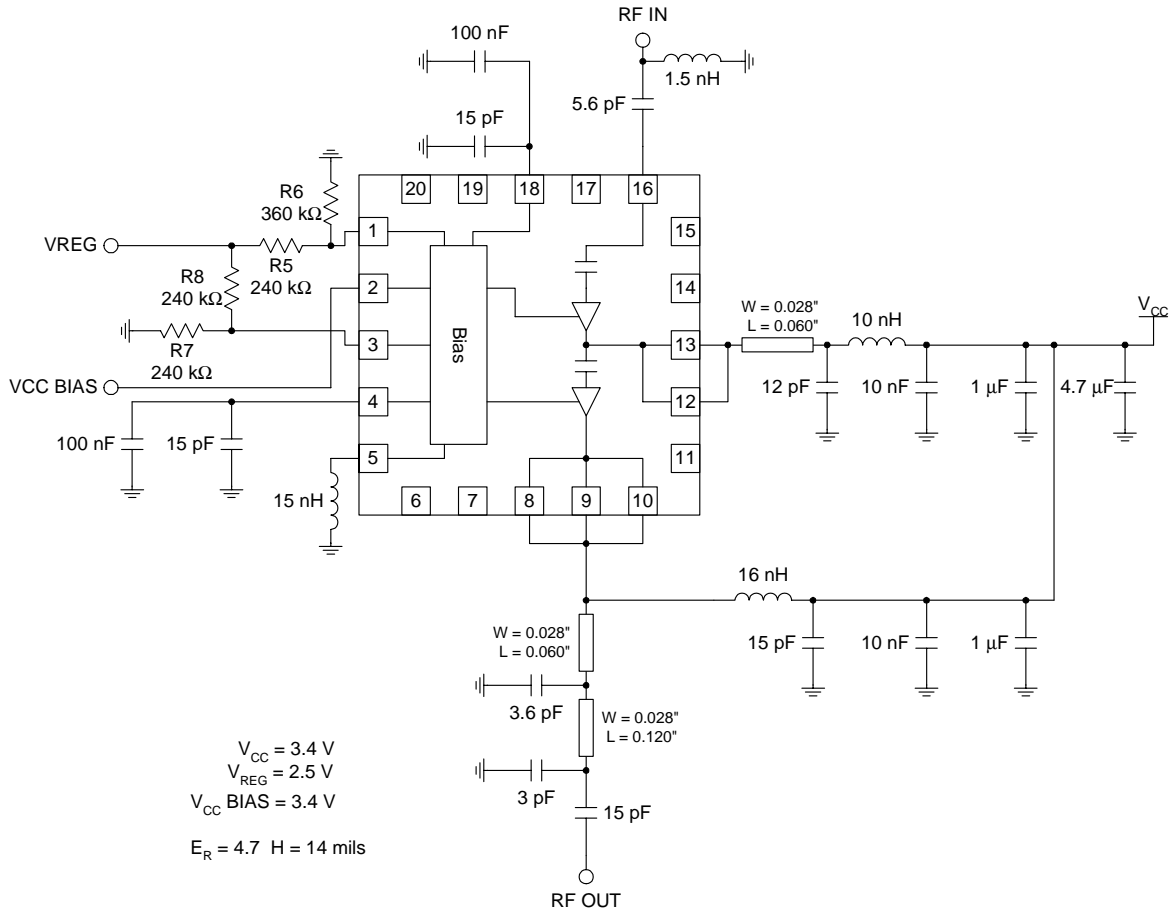 RF IN
100 nF
1.5 nH
5.6 pF
15 pF
20
19
18
17
16
R6
360 kΩ
1
15
VREG
R5
240 kΩ
R8
240 kΩ
2
14
W = 0.028"
L = 0.060"
10 nH
V_CC
Bias
3
13
R7
240 kΩ
VCC BIAS
12 pF
10 nF
1 µF
4.7 µF
4
12
100 nF
15 pF
5
11
15 nH
6
7
8
9
10
16 nH
W = 0.028"
L = 0.060"
15 pF
10 nF
1 µF
3.6 pF
W = 0.028"
L = 0.120"
V_CC = 3.4 V
V_REG = 2.5 V
V_CC BIAS = 3.4 V
3 pF
15 pF
E_R = 4.7 H = 14 mils
RF OUT